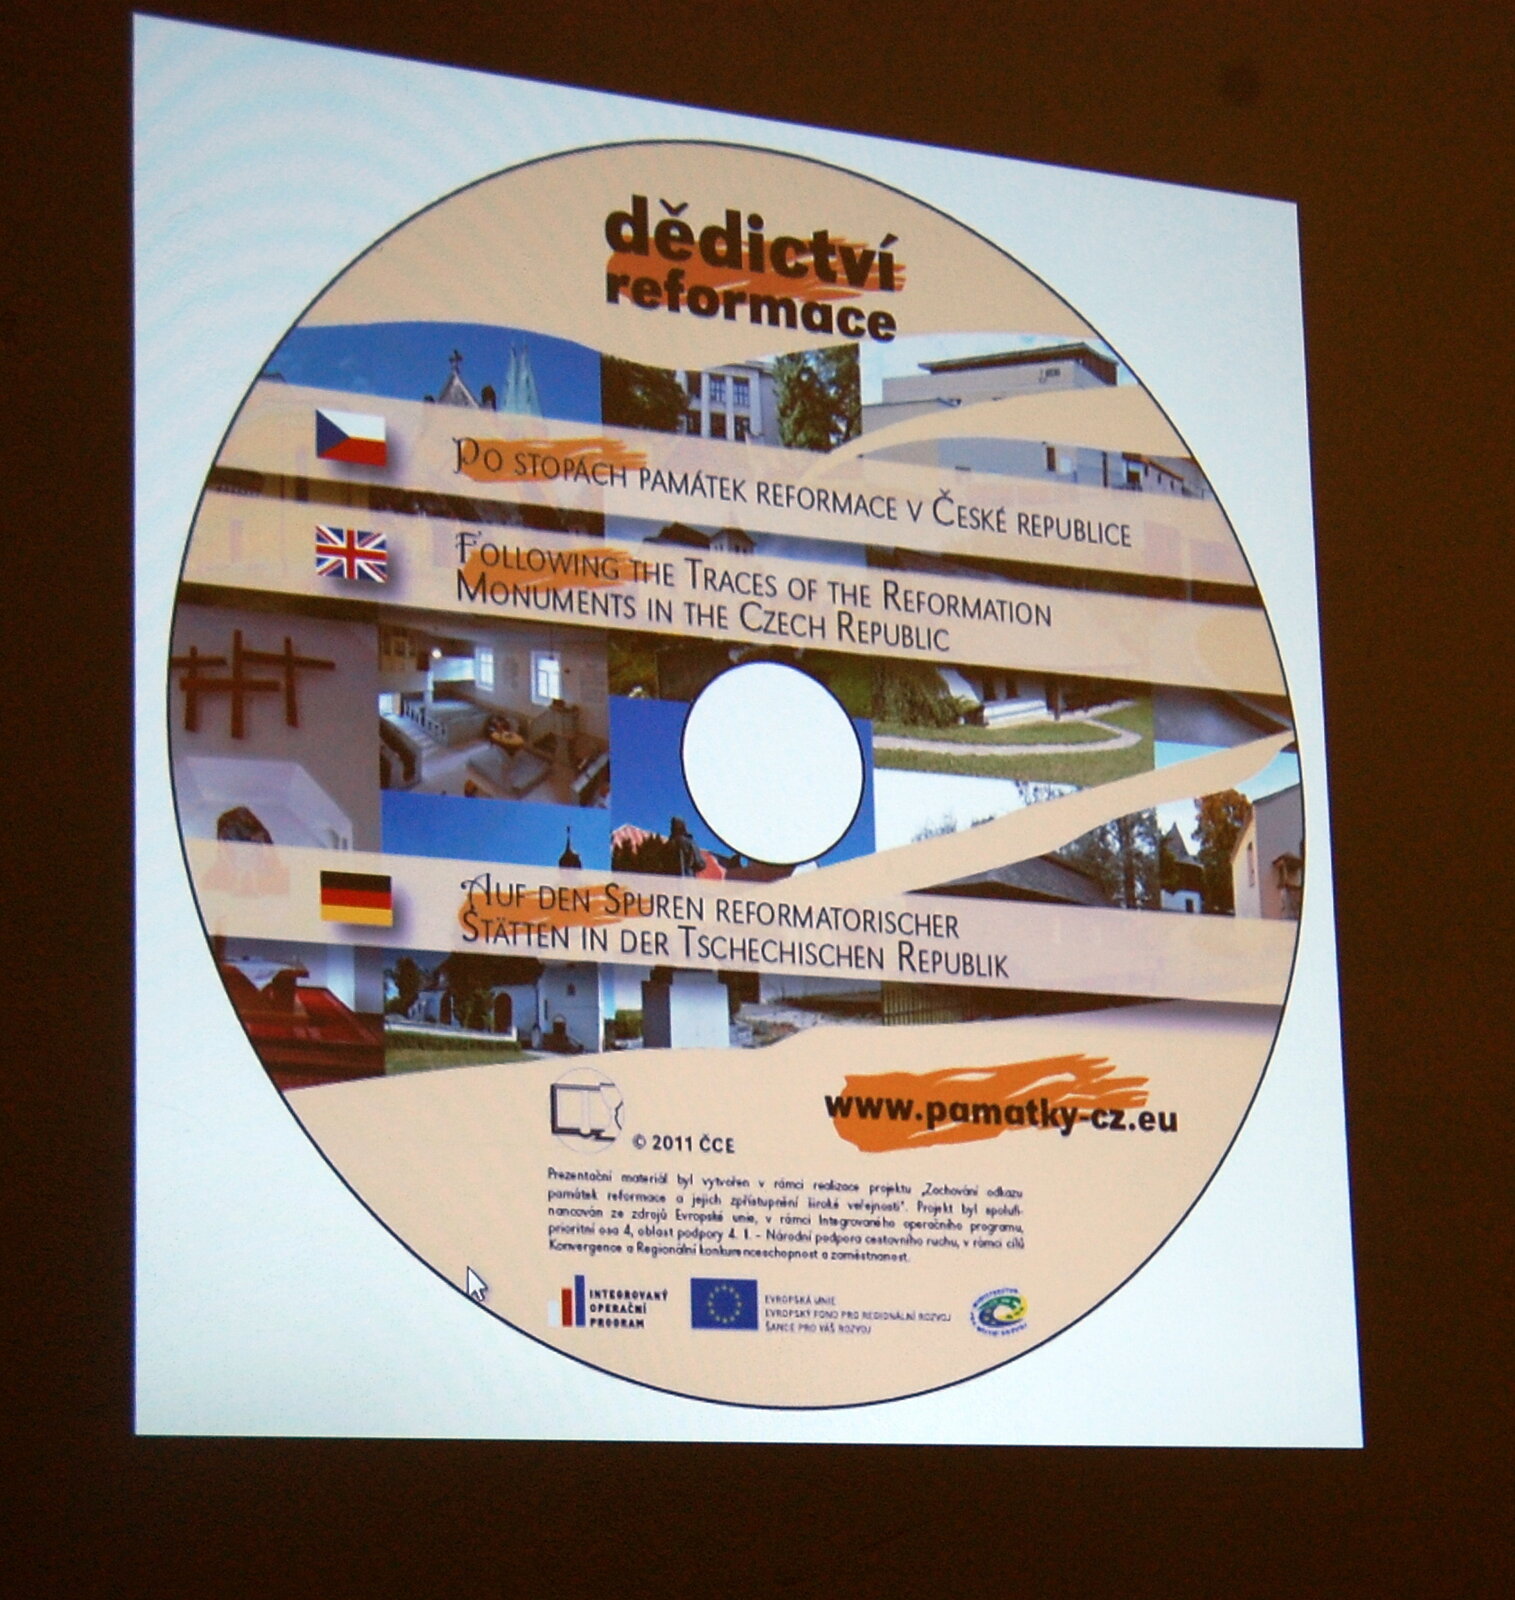 dědictví
reformace
Po stopách památek reformace v České republice
Following the Traces of the Reformation
Monuments in the Czech Republic
Auf den Spuren reformatorischer
Stätten in der Tschechischen Republik
www.pamatky-cz.eu
© 2011 ČCE
Prezentační materiál byl vytvořen v rámci realizace projektu „Zachování odkazu
památek reformace a jejich zpřístupnění široké veřejnosti“. Projekt byl spolufi-
nancován ze zdrojů Evropské unie, v rámci Integrovaného operačního programu,
prioritní osa 4, oblast podpory 4. 1. - Národní podpora cestovního ruchu, v rámci cílů
Konvergence a Regionální konkurenceschopnost a zaměstnanost.
INTEGROVANÝ
OPERAČNÍ
PROGRAM
EVROPSKÁ UNIE
EVROPSKÝ FOND PRO REGIONÁLNÍ ROZVOJ
ŠANCE PRO VÁŠ ROZVOJ